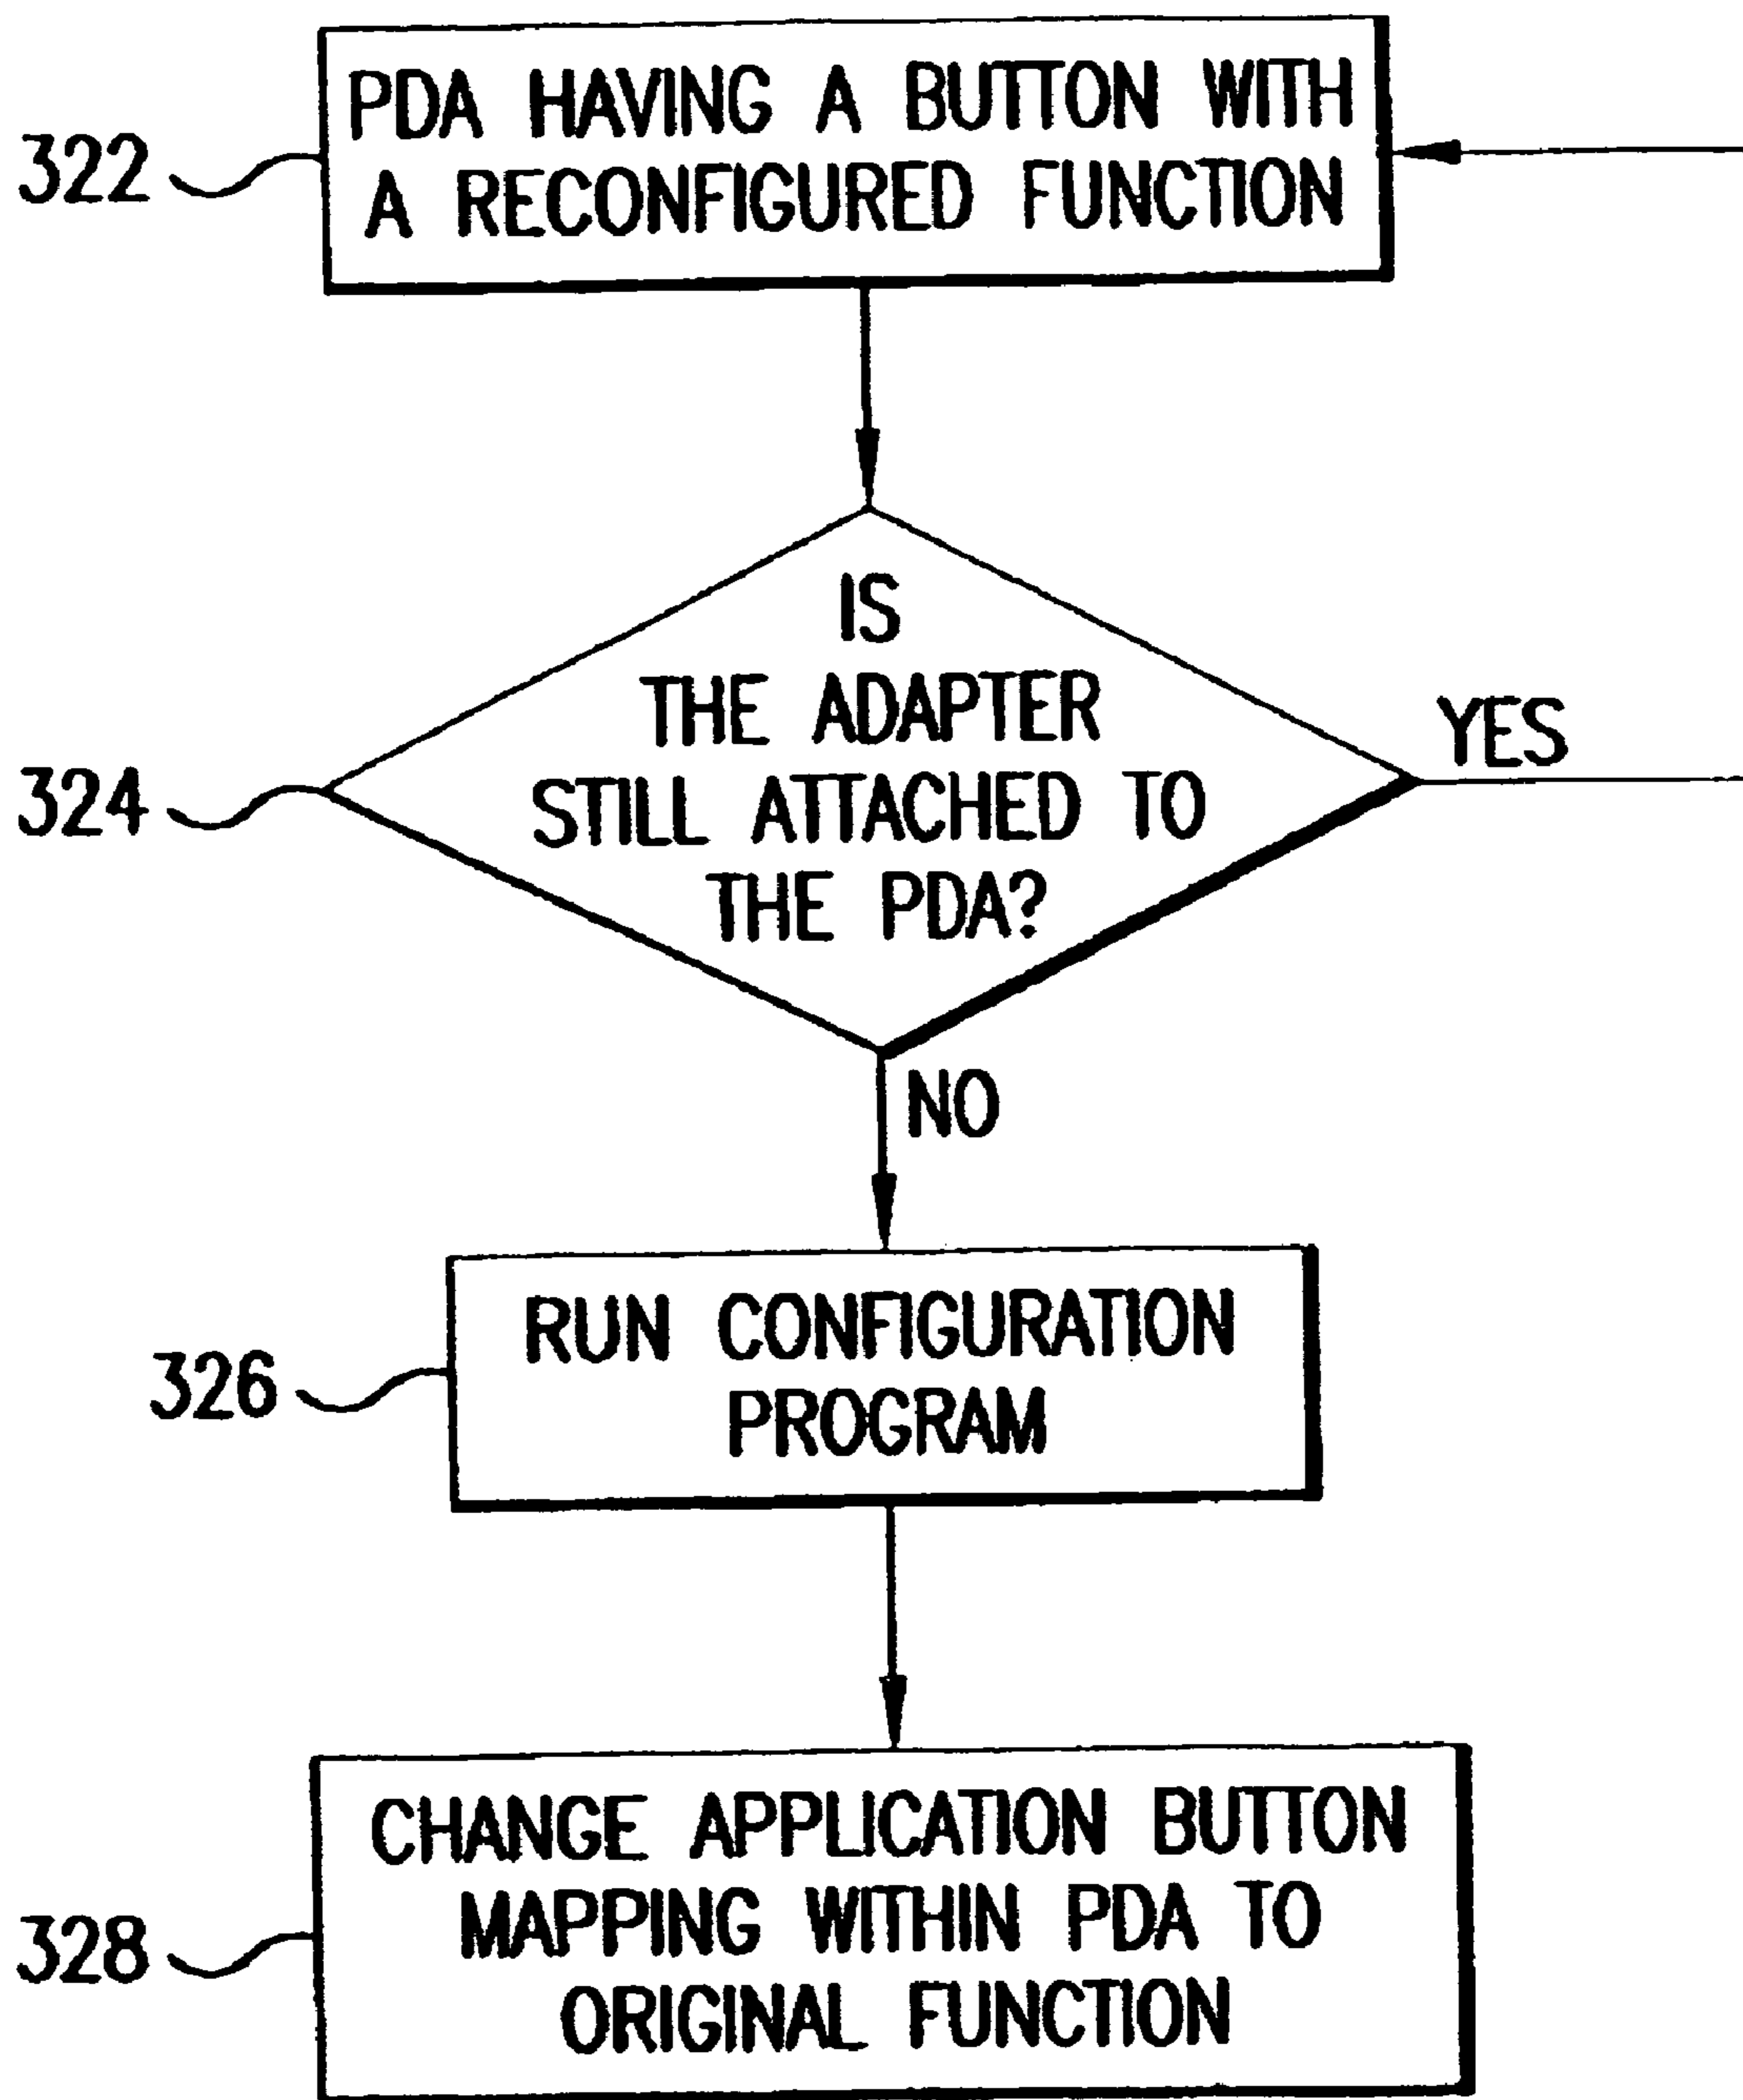 PDA HAVING A BUTTON WITH
A RECONFIGURED FUNCTION
322
IS
THE ADAPTER
STILL ATTACHED TO
THE PDA?
324
YES
NO
RUN CONFIGURATION
PROGRAM
326
CHANGE APPLICATION BUTTON
MAPPING WITHIN PDA TO
ORIGINAL FUNCTION
328